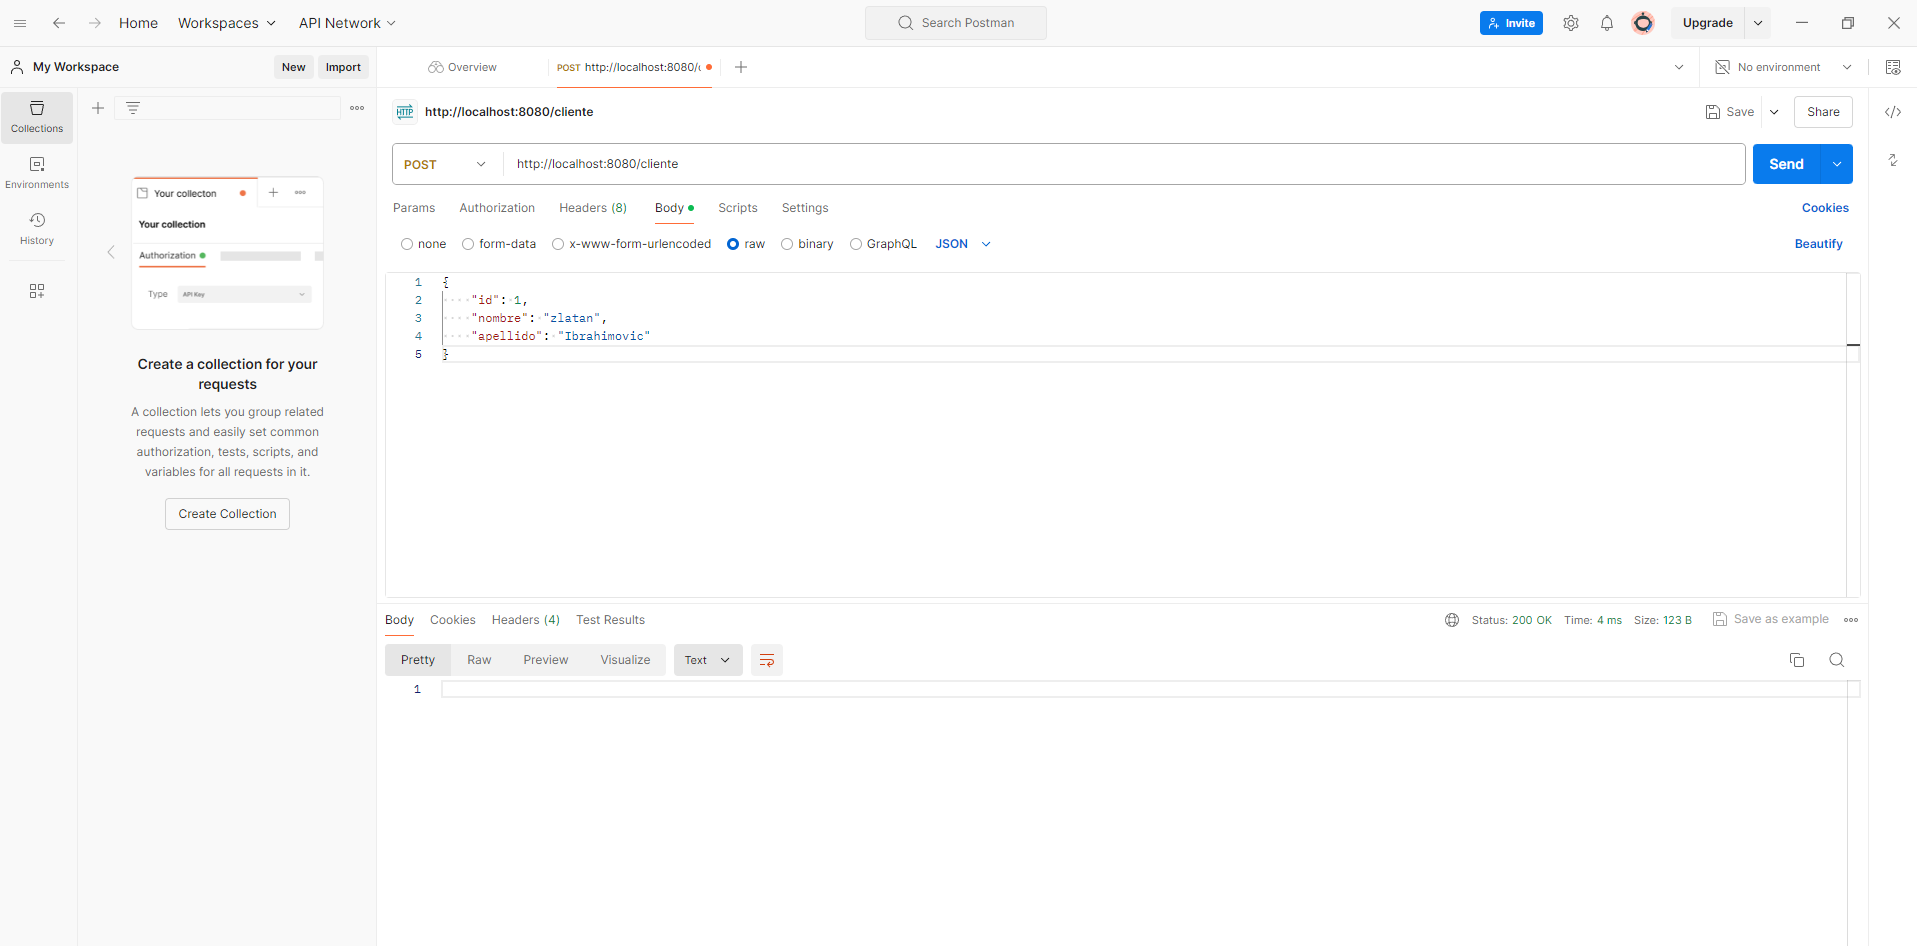 Home Workspaces API Network Search Postman Invite Upgrade
My Workspace New Import Overview POST http://localhost:8080/c No environment
Collections
Environments
History
Your collecton
Your collection
Authorization
Type API Key
Create a collection for your
requests
A collection lets you group related
requests and easily set common
authorization, tests, scripts, and
variables for all requests in it.
Create Collection
HTTP http://localhost:8080/cliente Save Share
POST http://localhost:8080/cliente Send
Params Authorization Headers (8) Body Scripts Settings Cookies
none form-data x-www-form-urlencoded raw binary GraphQL JSON Beautify
1 {
2 "id": 1,
3 "nombre": "zlatan",
4 "apellido": "Ibrahimovic"
5 }
Body Cookies Headers (4) Test Results Status: 200 OK Time: 4 ms Size: 123 B Save as example
Pretty Raw Preview Visualize Text
1